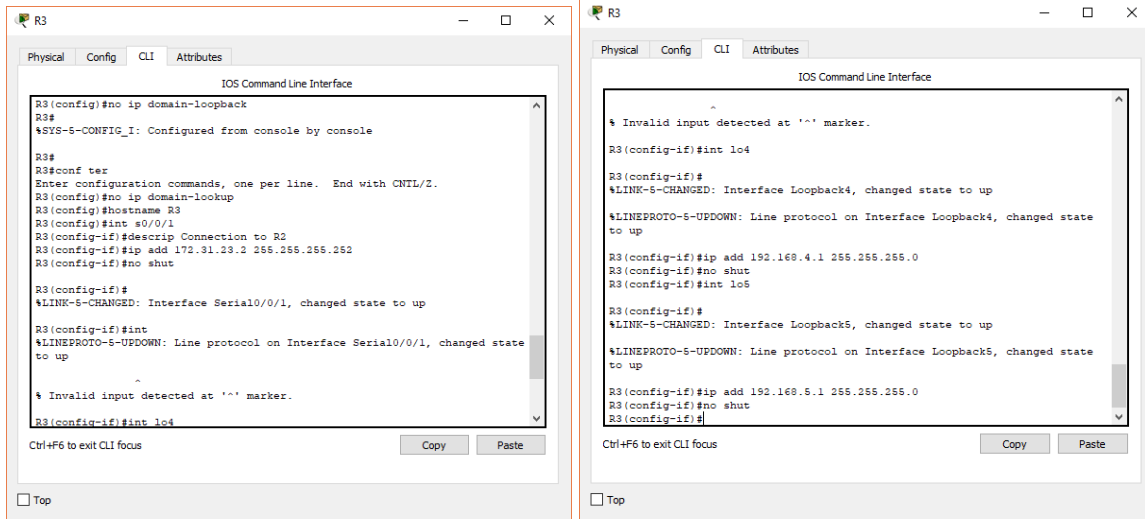 R3
Physical Config CLI Attributes
IOS Command Line Interface
R3(config)#no ip domain-loopback
R3#
%SYS-5-CONFIG_I: Configured from console by console
R3#
R3#conf ter
Enter configuration commands, one per line. End with CNTL/Z.
R3(config)#no ip domain-lookup
R3(config)#hostname R3
R3(config)#int s0/0/1
R3(config-if)#descrip Connection to R2
R3(config-if)#ip add 172.31.23.2 255.255.255.252
R3(config-if)#no shut
R3(config-if)#
%LINK-5-CHANGED: Interface Serial0/0/1, changed state to up
R3(config-if)#int
%LINEPROTO-5-UPDOWN: Line protocol on Interface Serial0/0/1, changed state
to up
^
% Invalid input detected at '^' marker.
R3(config-if)#int lo4
Ctrl+F6 to exit CLI focus
Copy Paste
Top
R3
Physical Config CLI Attributes
IOS Command Line Interface
^
% Invalid input detected at '^' marker.
R3(config-if)#int lo4
R3(config-if)#
%LINK-5-CHANGED: Interface Loopback4, changed state to up
%LINEPROTO-5-UPDOWN: Line protocol on Interface Loopback4, changed state
to up
R3(config-if)#ip add 192.168.4.1 255.255.255.0
R3(config-if)#no shut
R3(config-if)#int lo5
R3(config-if)#
%LINK-5-CHANGED: Interface Loopback5, changed state to up
%LINEPROTO-5-UPDOWN: Line protocol on Interface Loopback5, changed state
to up
R3(config-if)#ip add 192.168.5.1 255.255.255.0
R3(config-if)#no shut
R3(config-if)#
Ctrl+F6 to exit CLI focus
Copy Paste
Top